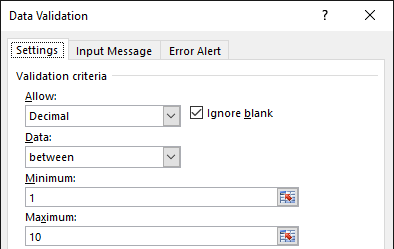 Data Validation ?
Settings Input Message Error Alert
Validation criteria
Allow:
Decimal Ignore blank
Data:
between
Minimum:
1
Maximum:
10